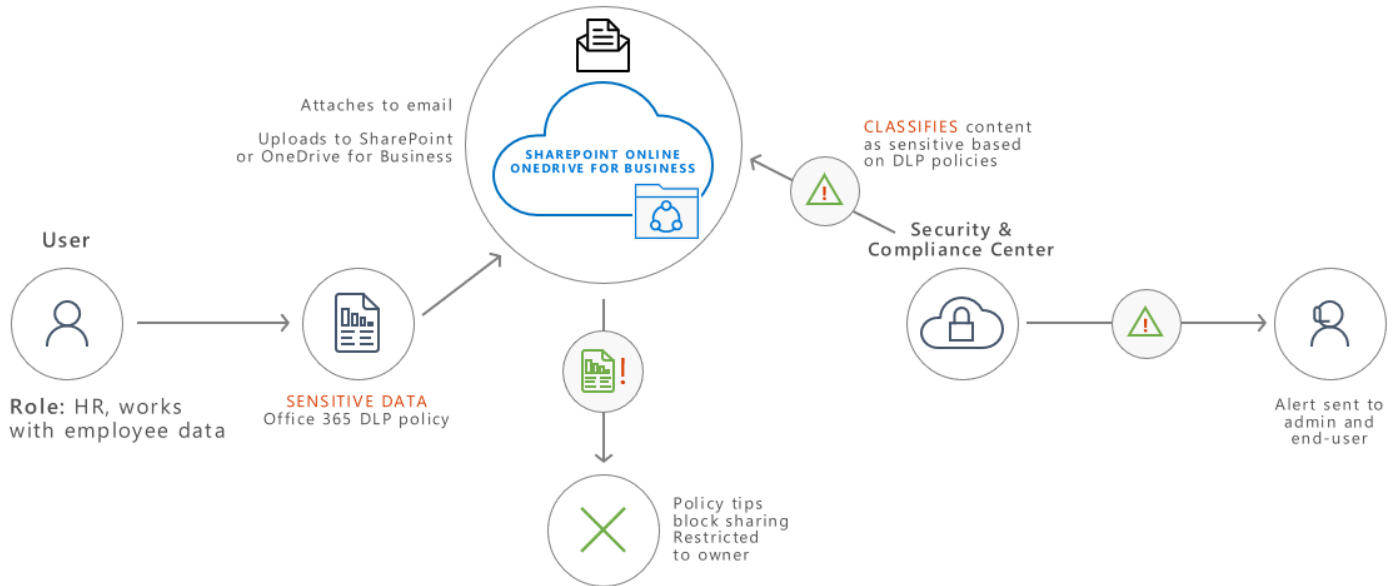 Attaches to email
Uploads to SharePoint
or OneDrive for Business
SHAREPOINT ONLINE
ONEDRIVE FOR BUSINESS
CLASSIFIES content
as sensitive based
on DLP policies
!
User
Role: HR, works
with employee data
SENSITIVE DATA
Office 365 DLP policy
!
Security &
Compliance Center
!
Alert sent to
admin and
end-user
Policy tips
block sharing
Restricted
to owner